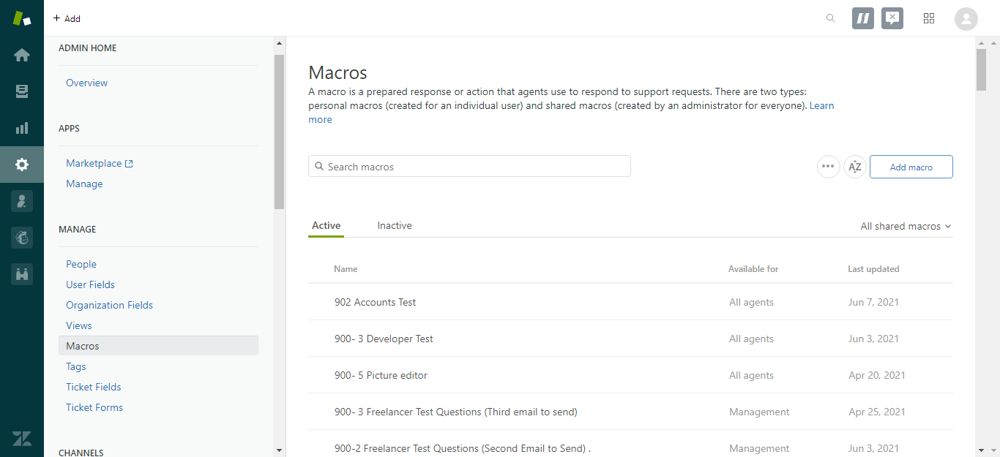 + Add
ADMIN HOME
Overview
APPS
Marketplace
Manage
MANAGE
People
User Fields
Organization Fields
Views
Macros
Tags
Ticket Fields
Ticket Forms
CHANNELS
Macros
A macro is a prepared response or action that agents use to respond to support requests. There are two types:
personal macros (created for an individual user) and shared macros (created by an administrator for everyone). Learn
more
Search macros
••• AZ Add macro
Active Inactive All shared macros
Name Available for Last updated
902 Accounts Test All agents Jun 7, 2021
900- 3 Developer Test All agents Jun 3, 2021
900- 5 Picture editor All agents Apr 20, 2021
900- 3 Freelancer Test Questions (Third email to send) Management Apr 25, 2021
900-2 Freelancer Test Questions (Second Email to Send) . Management Jun 3, 2021